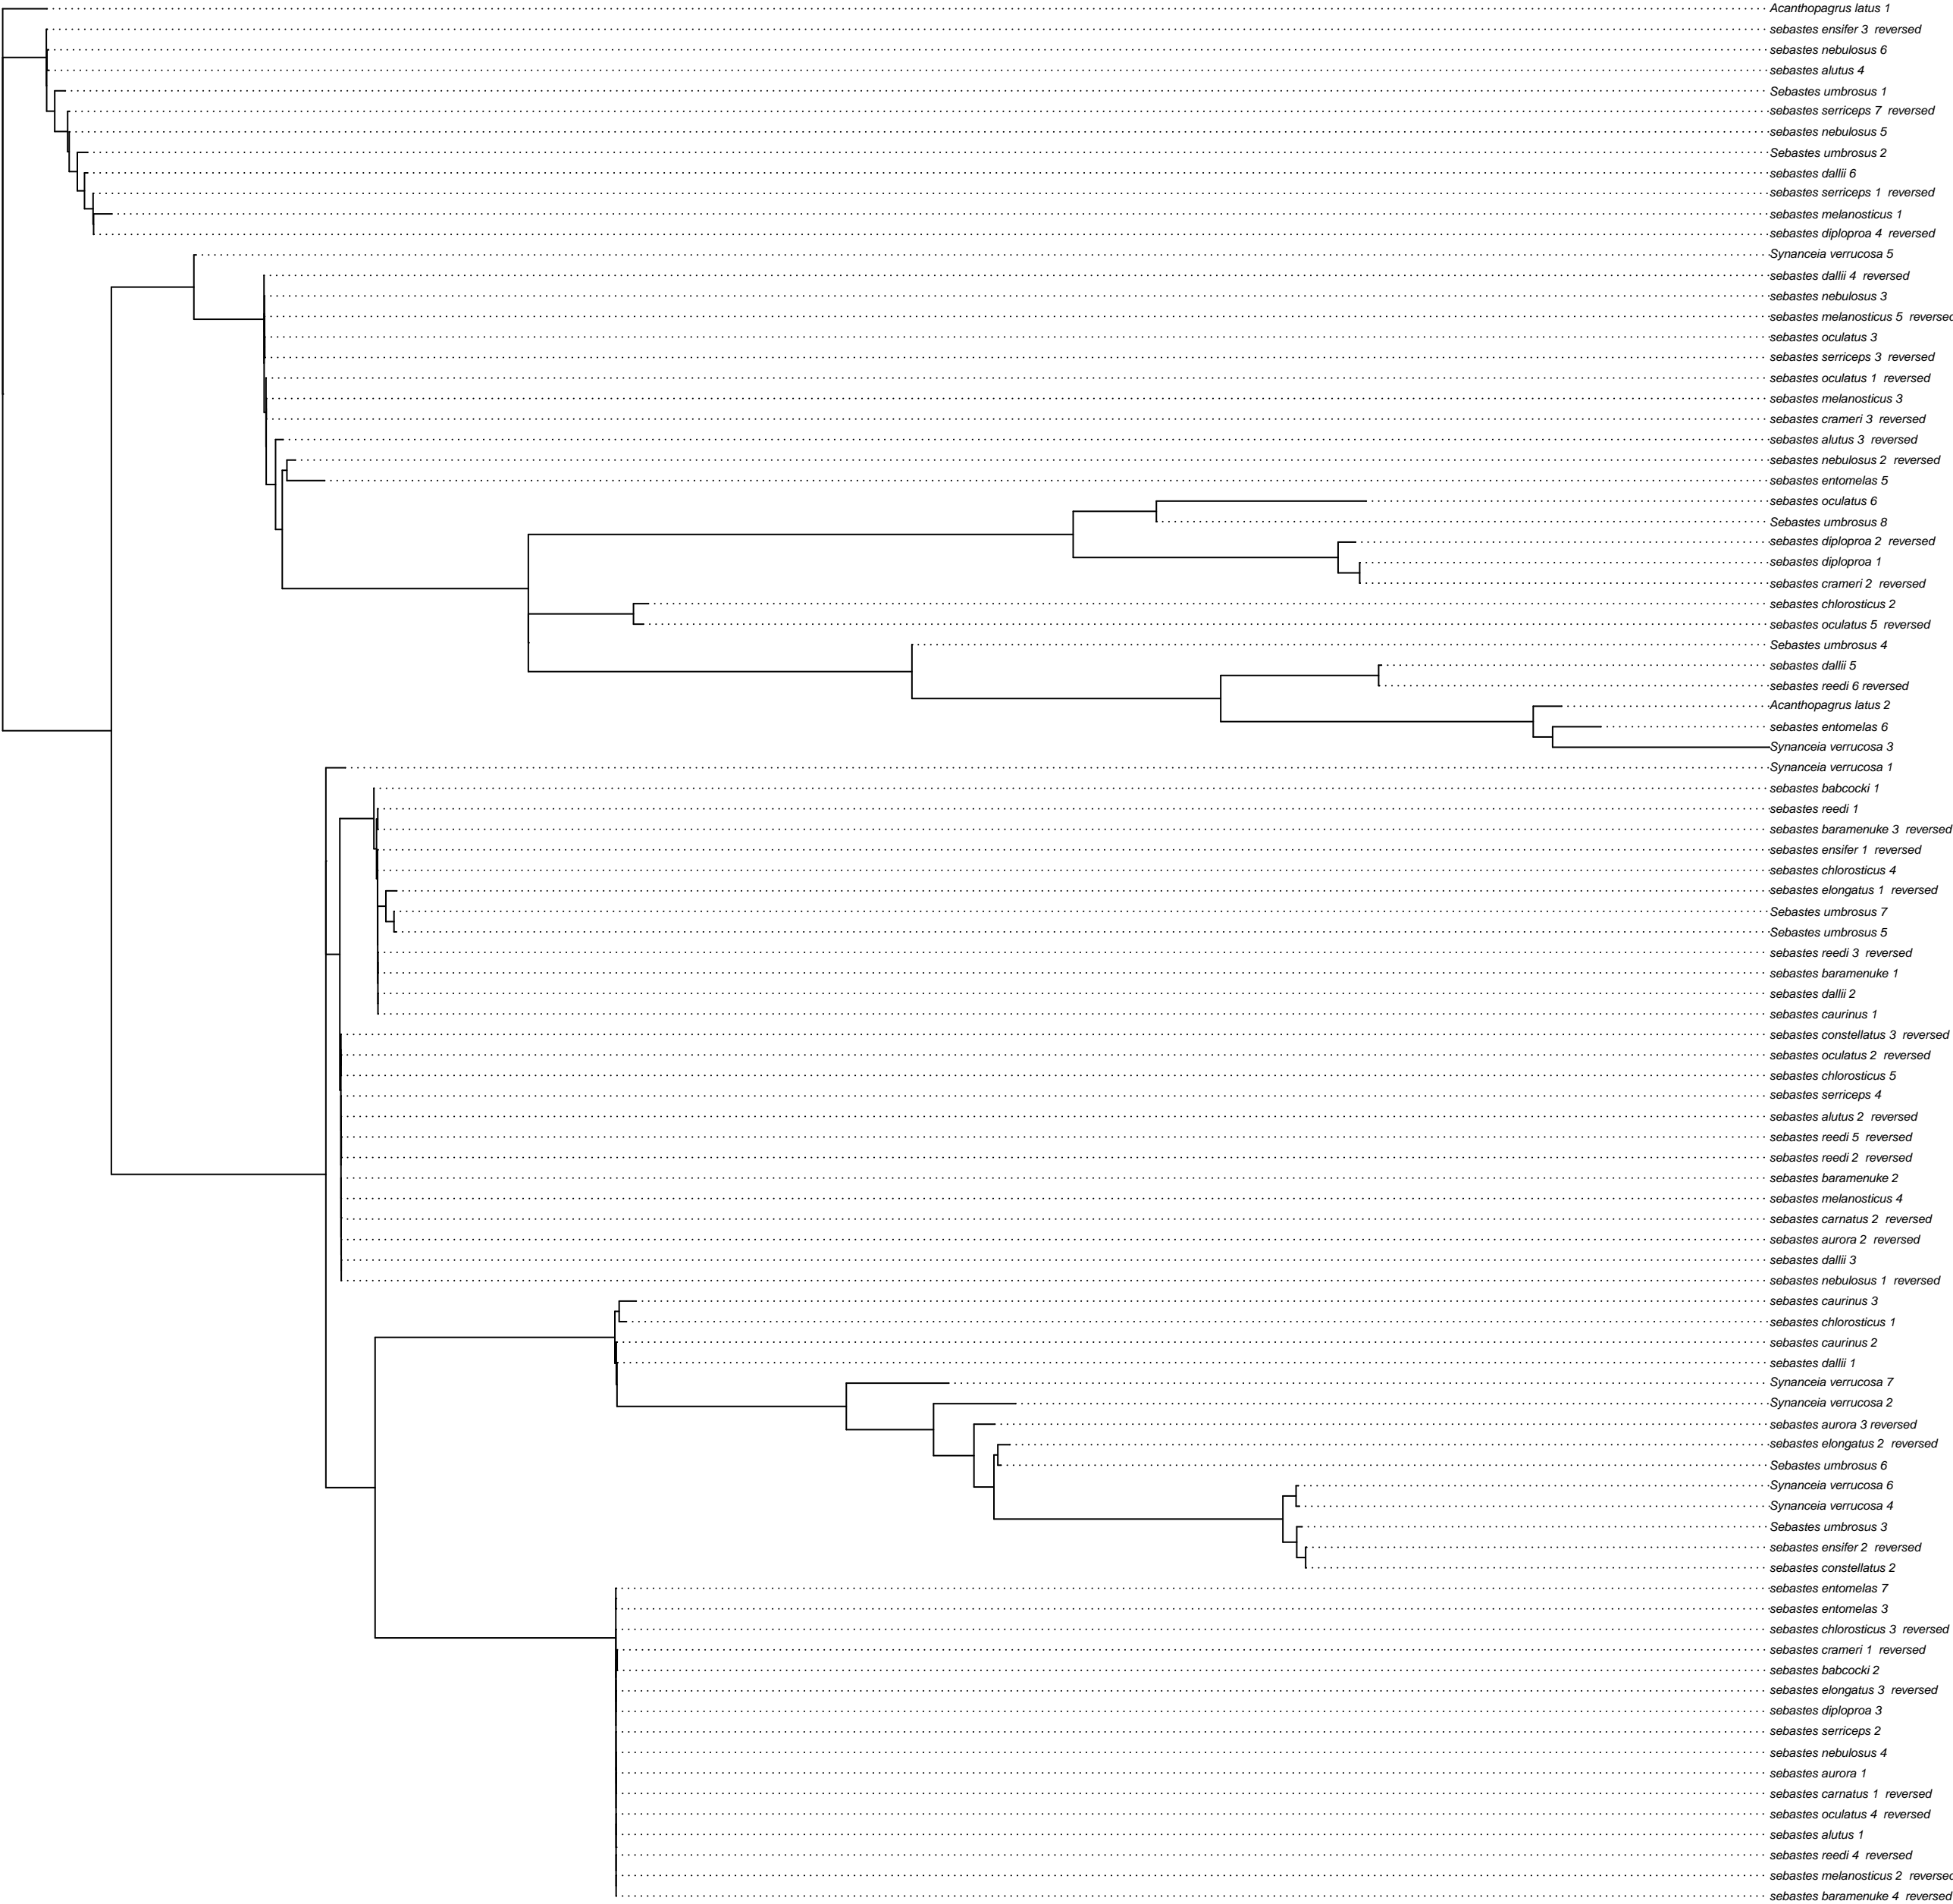 Acanthopagrus latus 1
sebastes ensifer 3 reversed
sebastes nebulosus 6
sebastes alutus 4
Sebastes umbrosus 1
sebastes serriceps 7 reversed
sebastes nebulosus 5
Sebastes umbrosus 2
sebastes dallii 6
sebastes serriceps 1 reversed
sebastes melanosticus 1
sebastes diploproa 4 reversed
Synanceia verrucosa 5
sebastes dallii 4 reversed
sebastes nebulosus 3
sebastes melanosticus 5 reversed
sebastes oculatus 3
sebastes serriceps 3 reversed
sebastes oculatus 1 reversed
sebastes melanosticus 3
sebastes crameri 3 reversed
sebastes alutus 3 reversed
sebastes nebulosus 2 reversed
sebastes entomelas 5
sebastes oculatus 6
Sebastes umbrosus 8
sebastes diploproa 2 reversed
sebastes diploproa 1
sebastes crameri 2 reversed
sebastes chlorosticus 2
sebastes oculatus 5 reversed
Sebastes umbrosus 4
sebastes dallii 5
sebastes reedi 6 reversed
Acanthopagrus latus 2
sebastes entomelas 6
Synanceia verrucosa 3
Synanceia verrucosa 1
sebastes babcocki 1
sebastes reedi 1
sebastes baramenuke 3 reversed
sebastes ensifer 1 reversed
sebastes chlorosticus 4
sebastes elongatus 1 reversed
Sebastes umbrosus 7
Sebastes umbrosus 5
sebastes reedi 3 reversed
sebastes baramenuke 1
sebastes dallii 2
sebastes caurinus 1
sebastes constellatus 3 reversed
sebastes oculatus 2 reversed
sebastes chlorosticus 5
sebastes serriceps 4
sebastes alutus 2 reversed
sebastes reedi 5 reversed
sebastes reedi 2 reversed
sebastes baramenuke 2
sebastes melanosticus 4
sebastes carnatus 2 reversed
sebastes aurora 2 reversed
sebastes dallii 3
sebastes nebulosus 1 reversed
sebastes caurinus 3
sebastes chlorosticus 1
sebastes caurinus 2
sebastes dallii 1
Synanceia verrucosa 7
Synanceia verrucosa 2
sebastes aurora 3 reversed
sebastes elongatus 2 reversed
Sebastes umbrosus 6
Synanceia verrucosa 6
Synanceia verrucosa 4
Sebastes umbrosus 3
sebastes ensifer 2 reversed
sebastes constellatus 2
sebastes entomelas 7
sebastes entomelas 3
sebastes chlorosticus 3 reversed
sebastes crameri 1 reversed
sebastes babcocki 2
sebastes elongatus 3 reversed
sebastes diploproa 3
sebastes serriceps 2
sebastes nebulosus 4
sebastes aurora 1
sebastes carnatus 1 reversed
sebastes oculatus 4 reversed
sebastes alutus 1
sebastes reedi 4 reversed
sebastes melanosticus 2 reversed
sebastes baramenuke 4 reversed